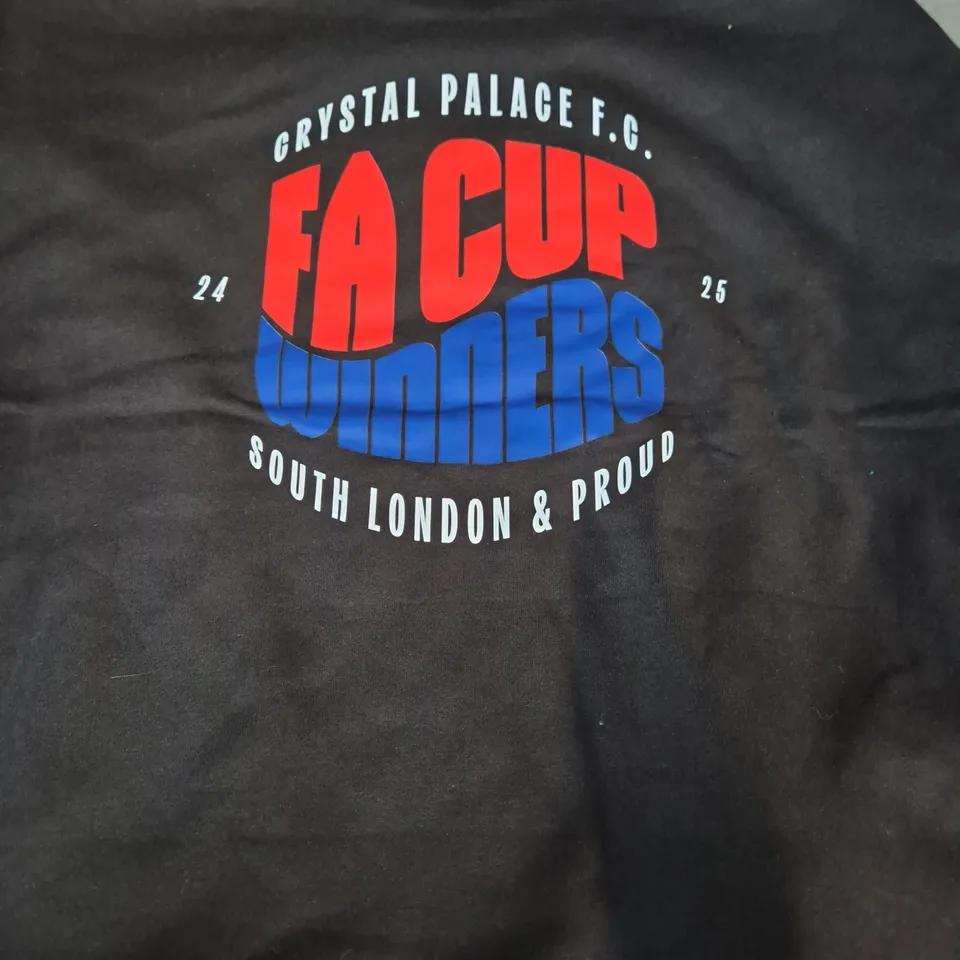 CRYSTAL PALACE F.C.
FA CUP
24
25
WINNERS
SOUTH LONDON & PROUD